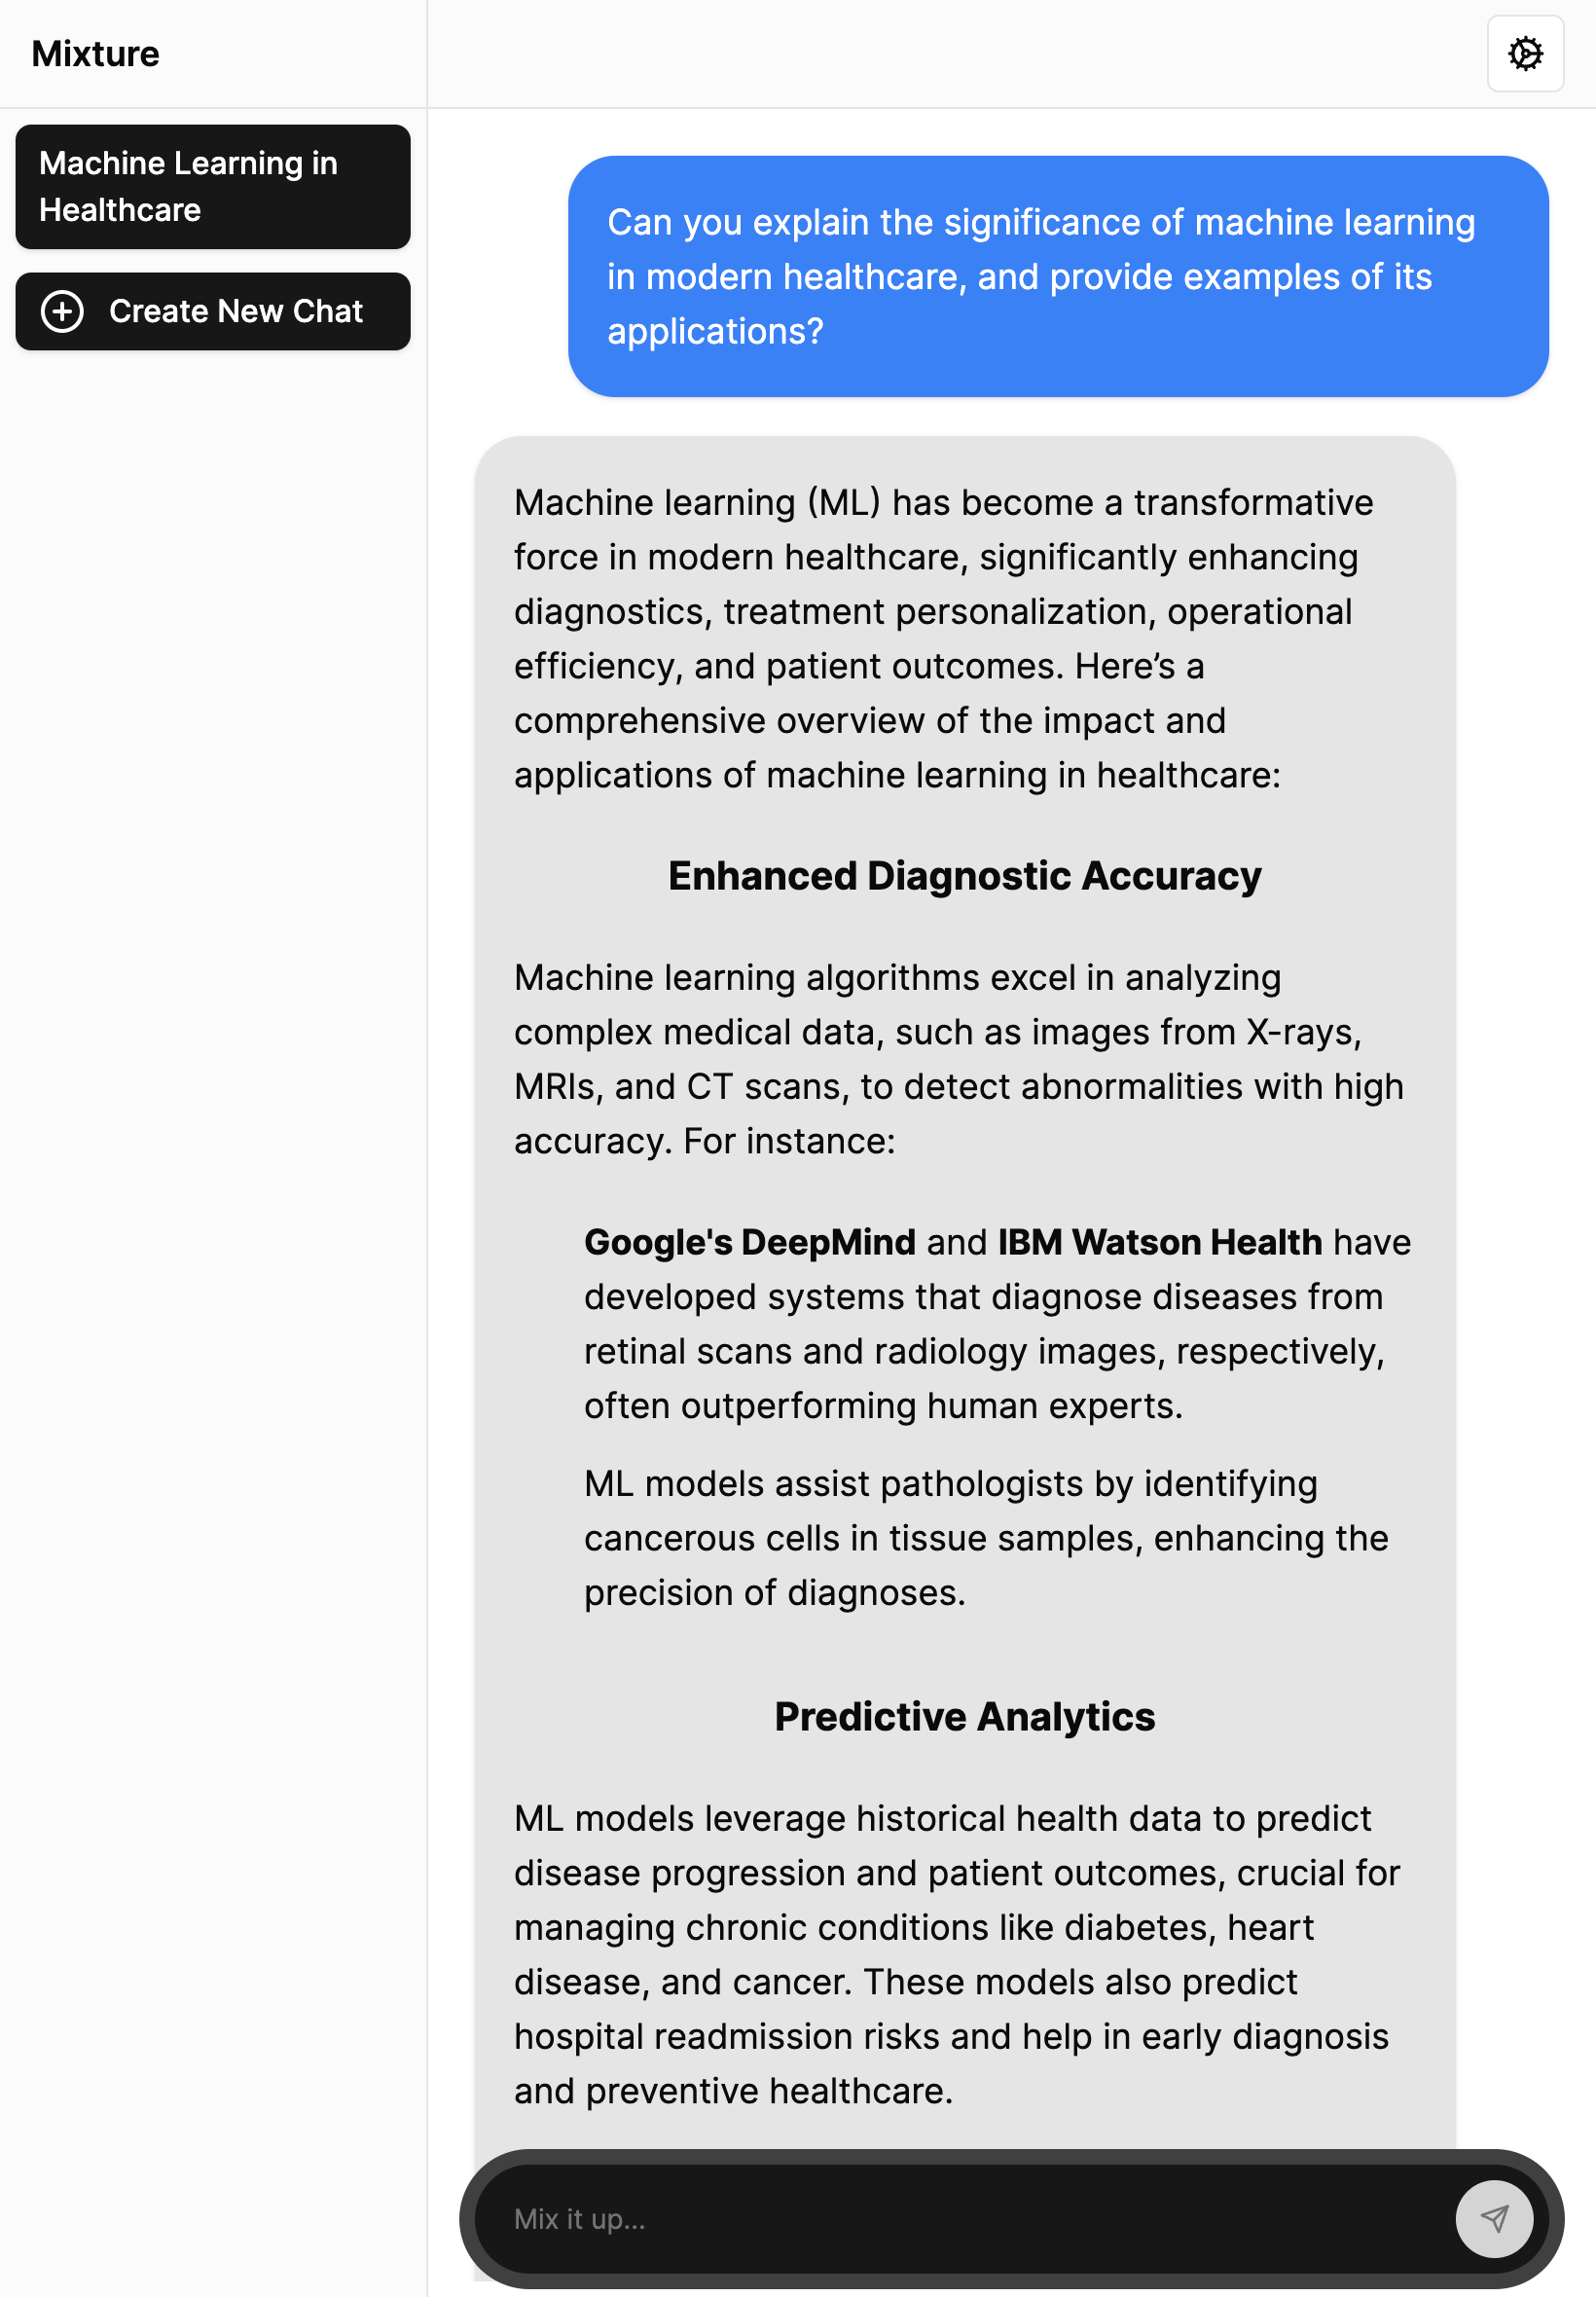 Mixture
Machine Learning in
Healthcare
Create New Chat
Can you explain the significance of machine learning
in modern healthcare, and provide examples of its
applications?
Machine learning (ML) has become a transformative
force in modern healthcare, significantly enhancing
diagnostics, treatment personalization, operational
efficiency, and patient outcomes. Here’s a
comprehensive overview of the impact and
applications of machine learning in healthcare:
Enhanced Diagnostic Accuracy
Machine learning algorithms excel in analyzing
complex medical data, such as images from X-rays,
MRIs, and CT scans, to detect abnormalities with high
accuracy. For instance:
Google's DeepMind and IBM Watson Health have
developed systems that diagnose diseases from
retinal scans and radiology images, respectively,
often outperforming human experts.
ML models assist pathologists by identifying
cancerous cells in tissue samples, enhancing the
precision of diagnoses.
Predictive Analytics
ML models leverage historical health data to predict
disease progression and patient outcomes, crucial for
managing chronic conditions like diabetes, heart
disease, and cancer. These models also predict
hospital readmission risks and help in early diagnosis
and preventive healthcare.
Mix it up...